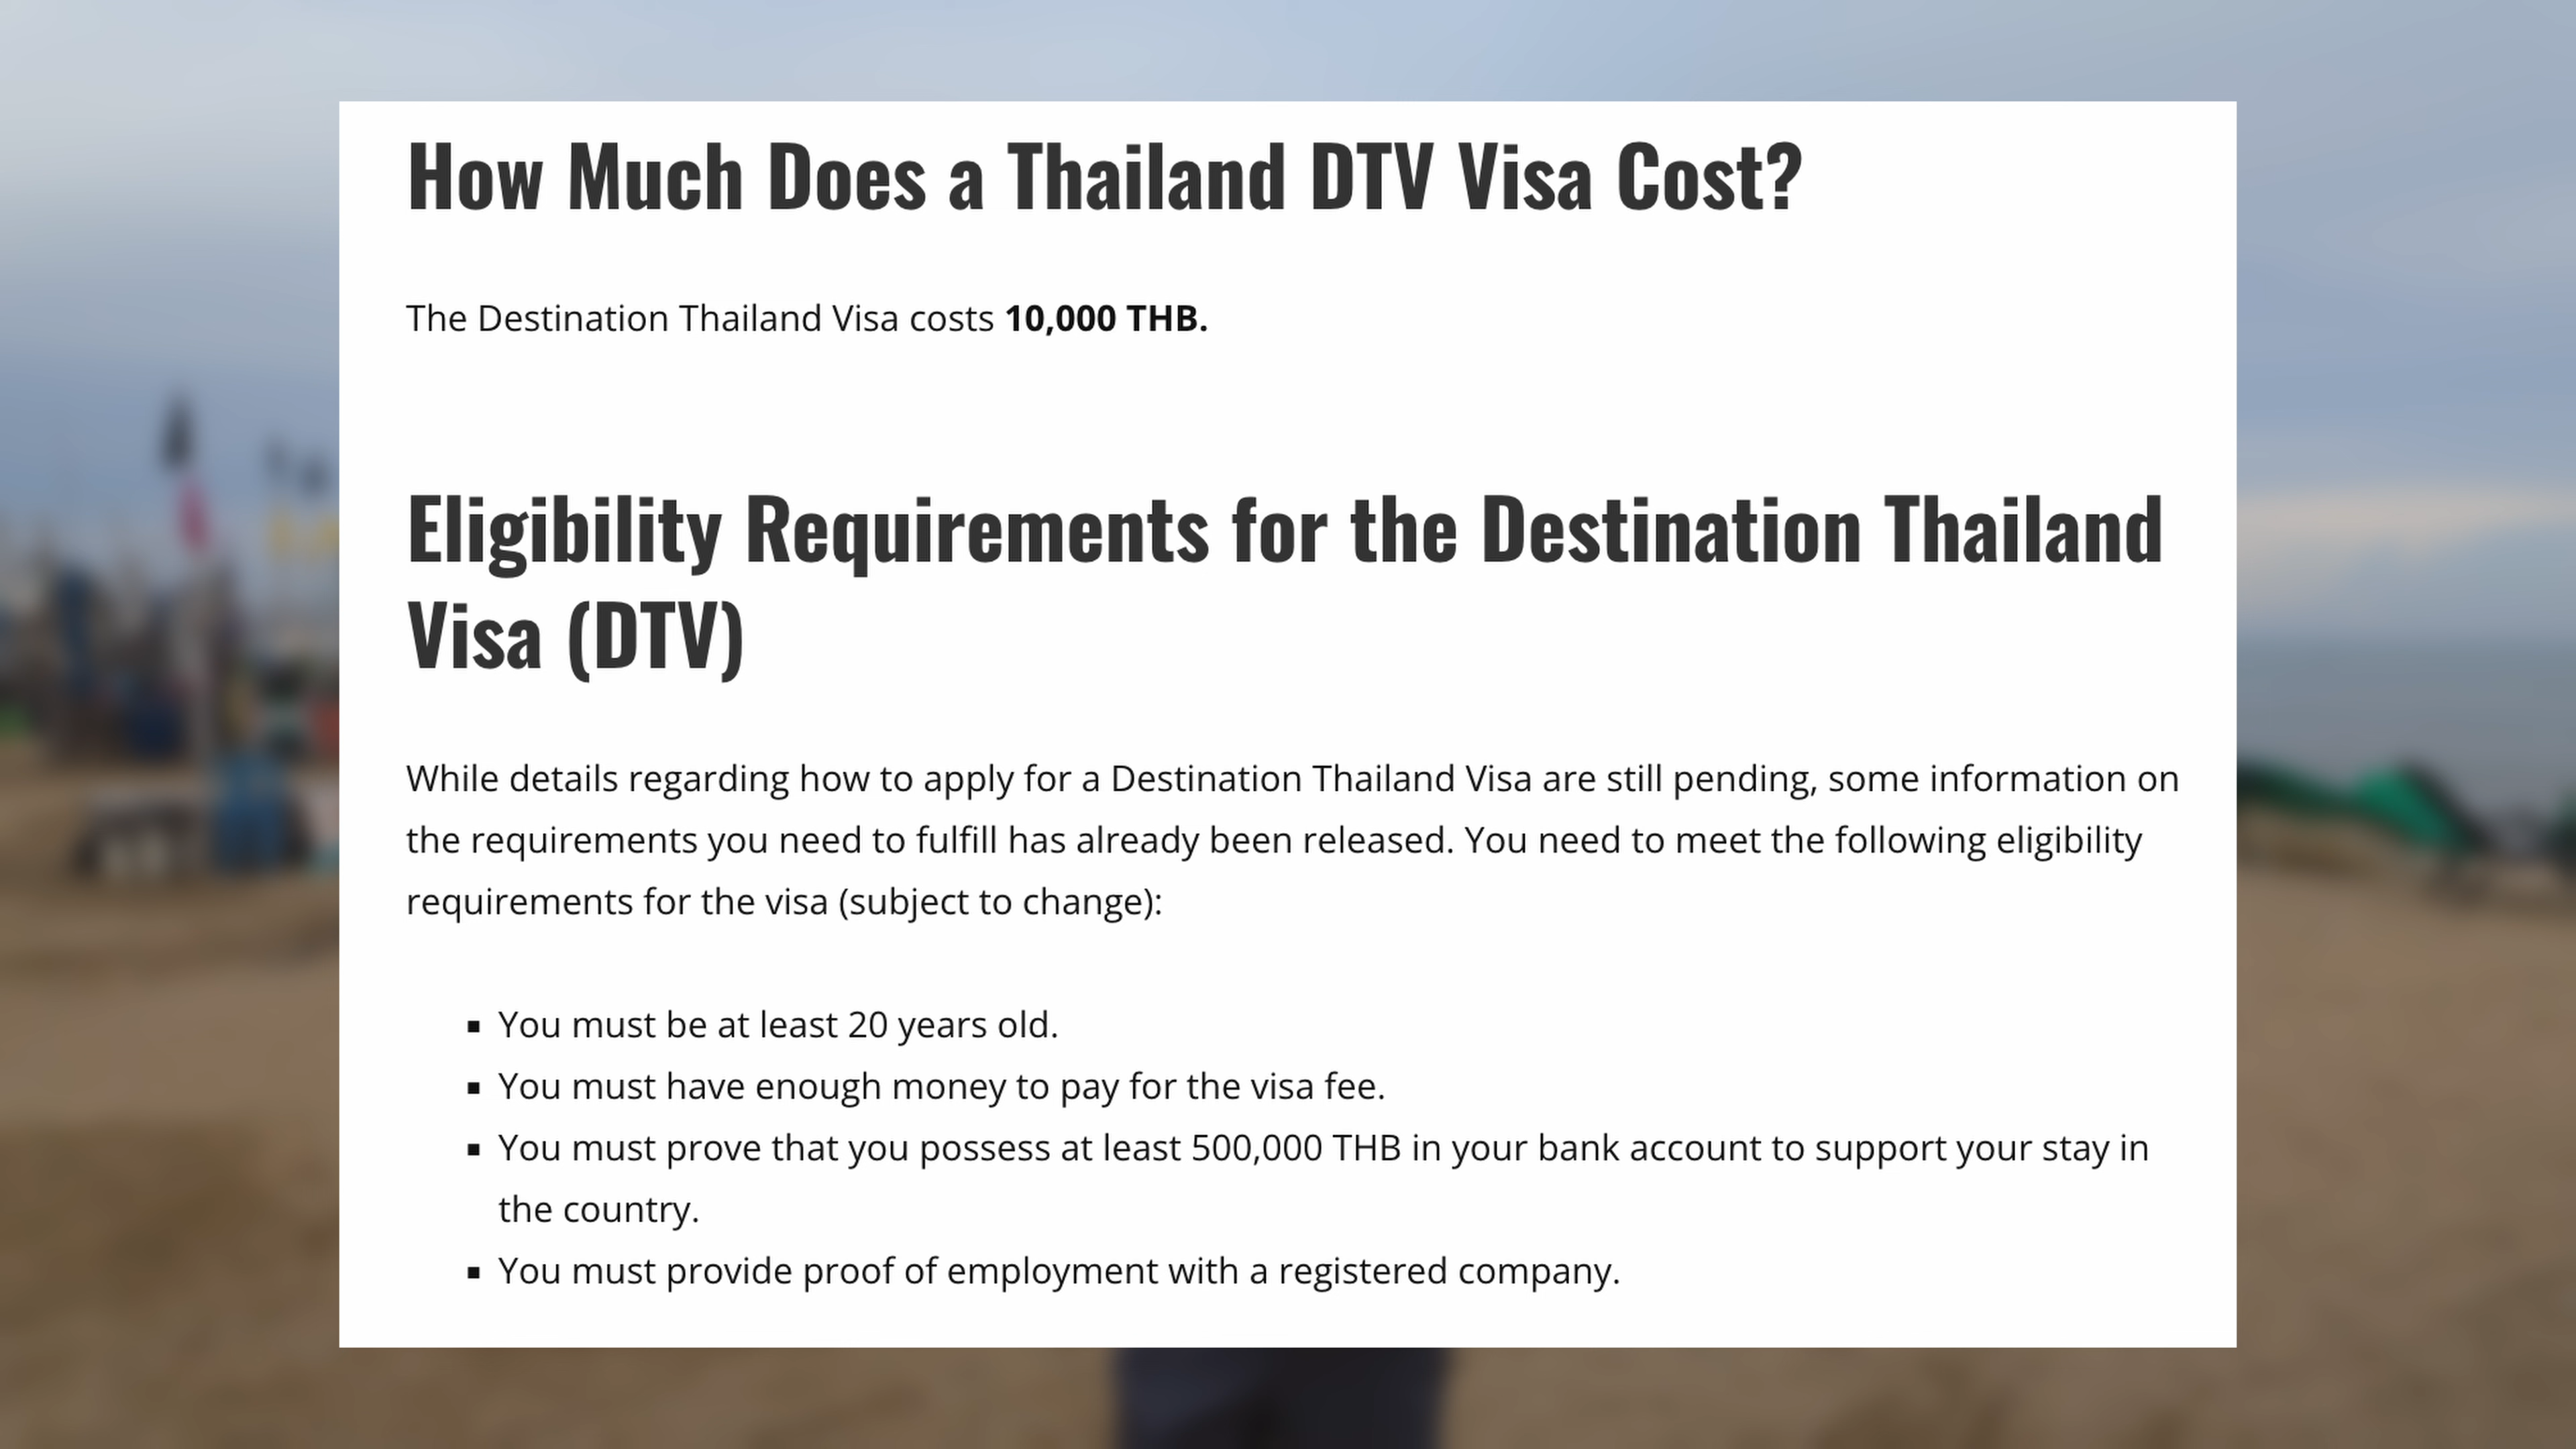 How Much Does a Thailand DTV Visa Cost?
The Destination Thailand Visa costs 10,000 THB.
Eligibility Requirements for the Destination Thailand
Visa (DTV)
While details regarding how to apply for a Destination Thailand Visa are still pending, some information on
the requirements you need to fulfill has already been released. You need to meet the following eligibility
requirements for the visa (subject to change):
▪ You must be at least 20 years old.
▪ You must have enough money to pay for the visa fee.
▪ You must prove that you possess at least 500,000 THB in your bank account to support your stay in
the country.
▪ You must provide proof of employment with a registered company.